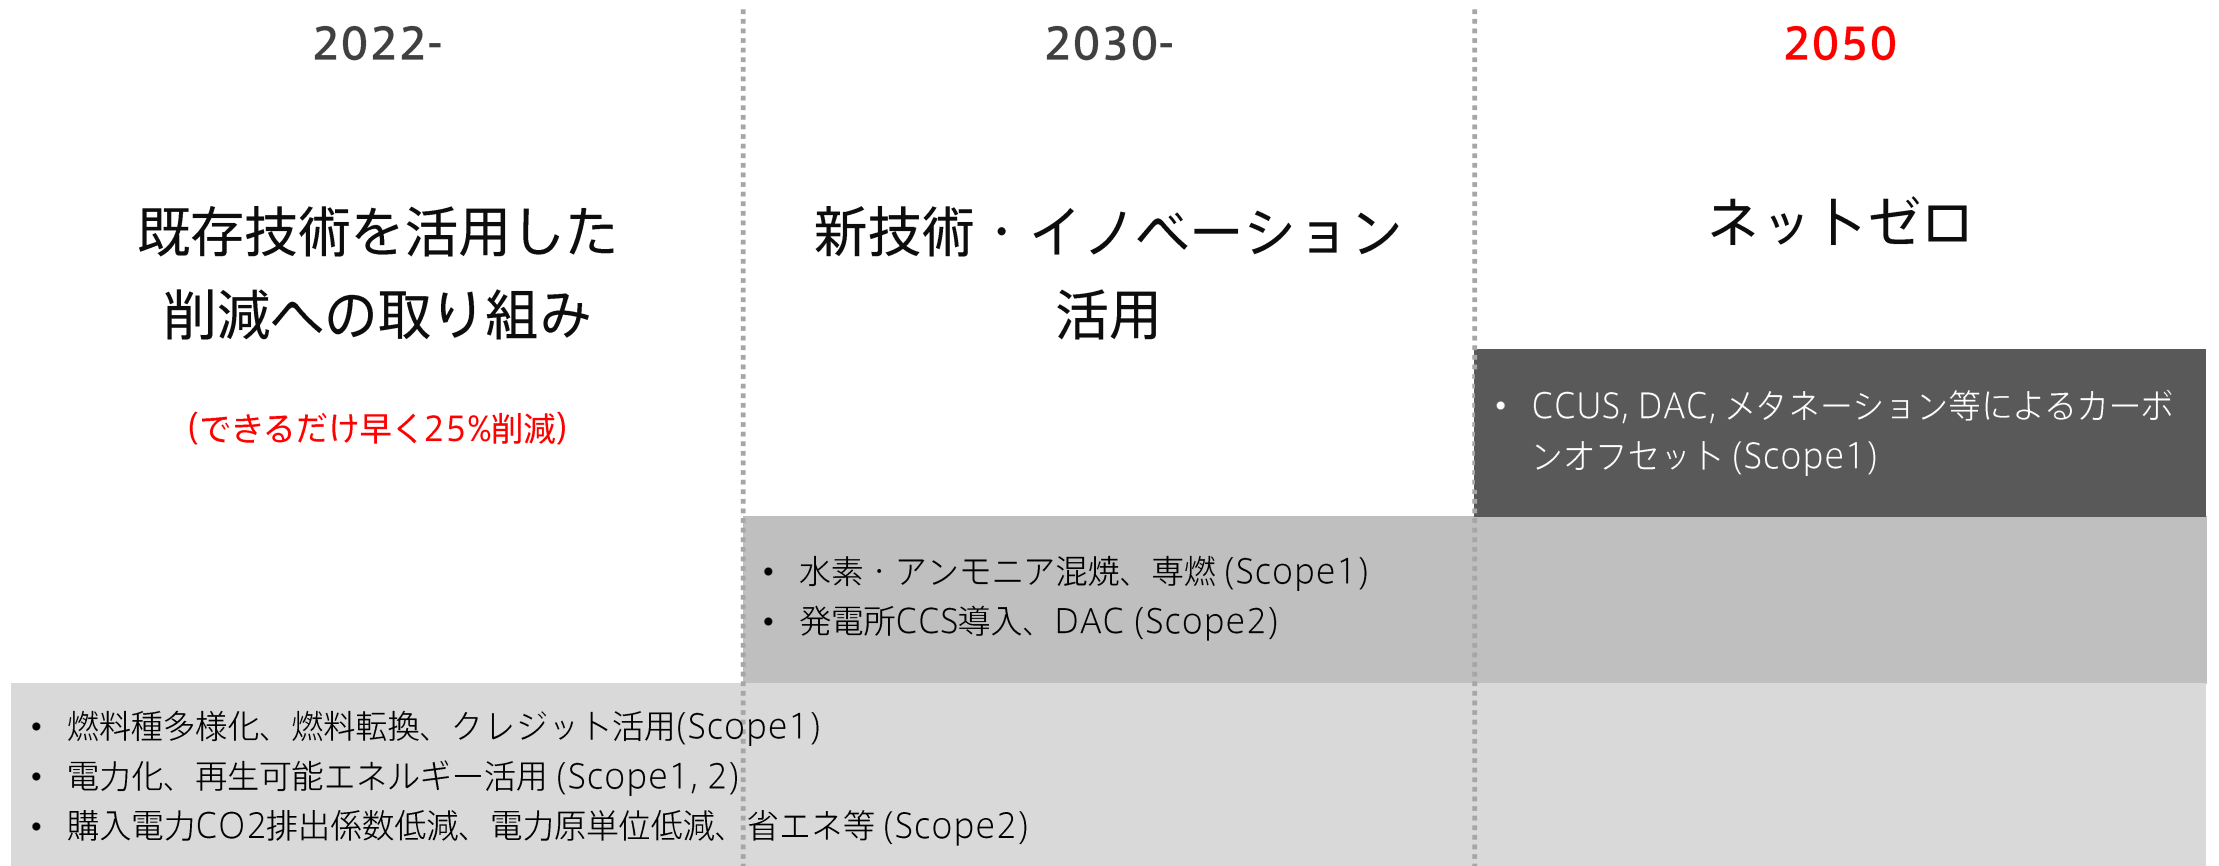 2022-
既存技術を活用した
削減への取り組み
(できるだけ早く25%削減)
2030-
新技術・イノベーション
活用
2050
ネットゼロ
• CCUS, DAC, メタネーション等によるカーボ
ンオフセット (Scope1)
• 水素・アンモニア混焼、専燃 (Scope1)
• 発電所CCS導入、DAC (Scope2)
• 燃料種多様化、燃料転換、クレジット活用(Scope1)
• 電力化、再生可能エネルギー活用 (Scope1, 2)
• 購入電力CO2排出係数低減、電力原単位低減、省エネ等 (Scope2)